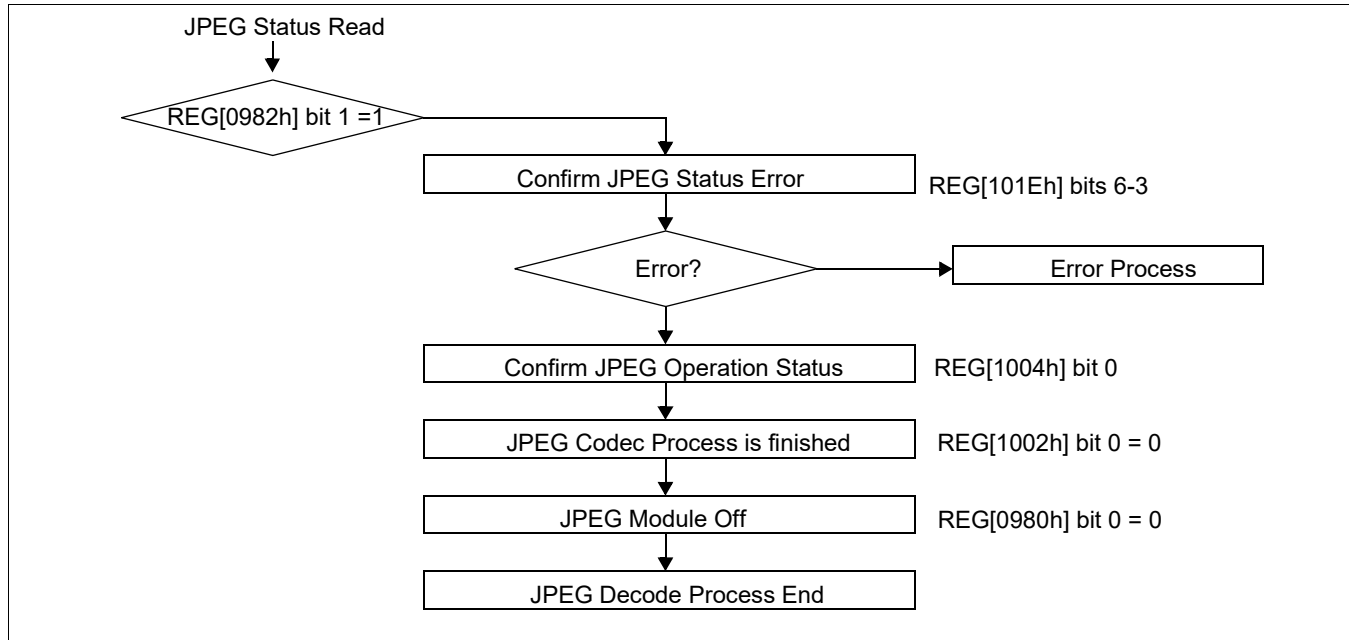 JPEG Status Read
REG[0982h] bit 1 =1
Confirm JPEG Status Error
REG[101Eh] bits 6-3
Error?
Error Process
Confirm JPEG Operation Status
REG[1004h] bit 0
JPEG Codec Process is finished
REG[1002h] bit 0 = 0
JPEG Module Off
REG[0980h] bit 0 = 0
JPEG Decode Process End